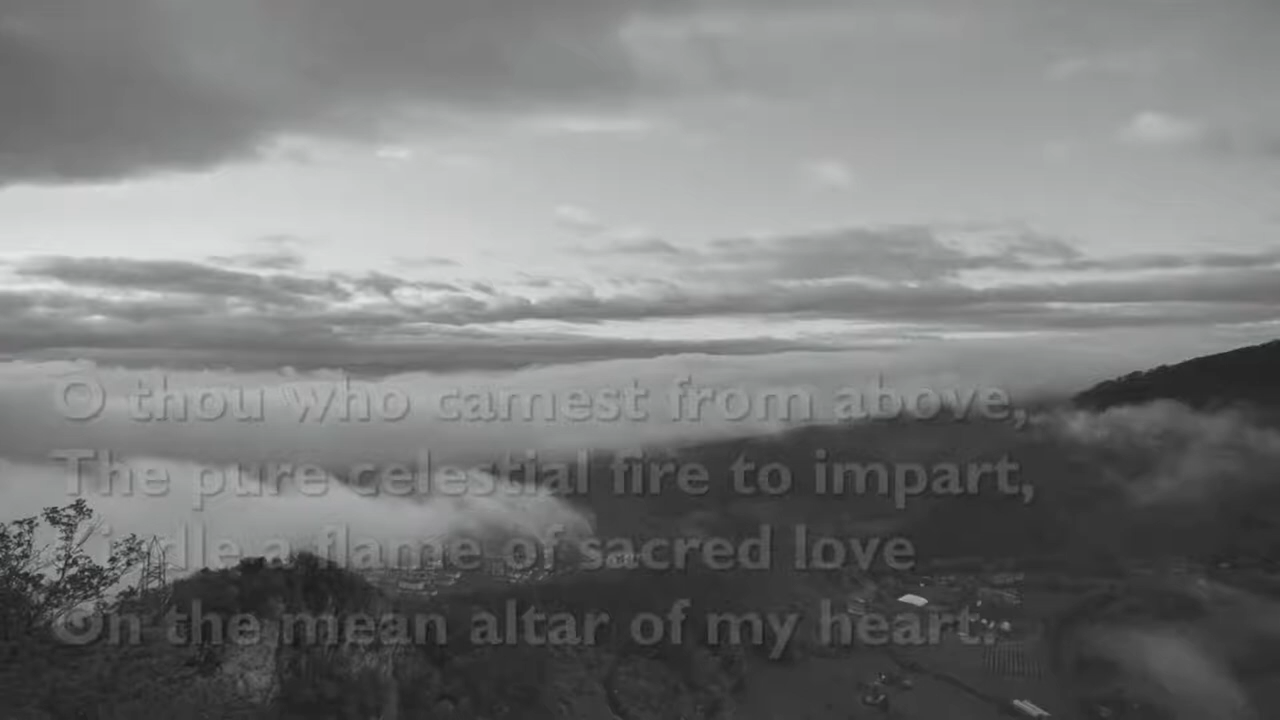 O thou who camest from above,
The pure celestial fire to impart,
Kindle a flame of sacred love
On the mean altar of my heart.